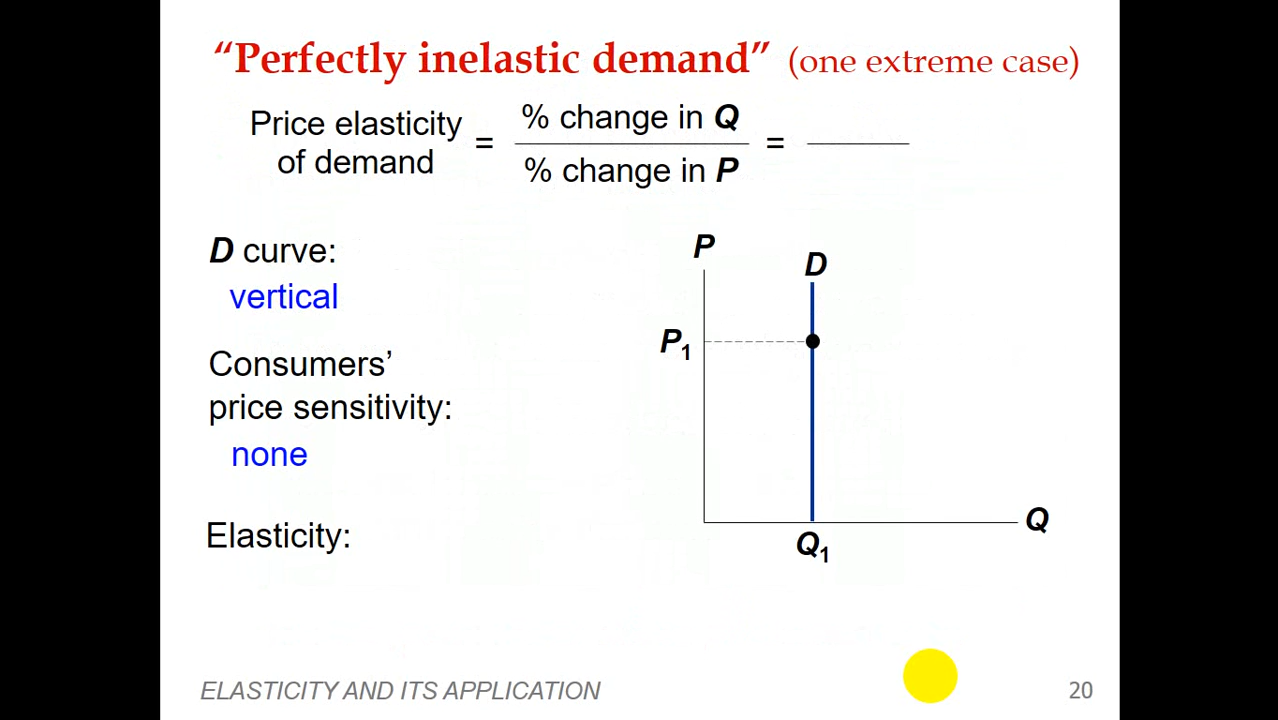 “Perfectly inelastic demand” (one extreme case)
Price elasticity
of demand
=
% change in Q
% change in P
=
D curve:
vertical
Consumers’
price sensitivity:
none
Elasticity:
P
D
P1
Q
Q1
ELASTICITY AND ITS APPLICATION
20